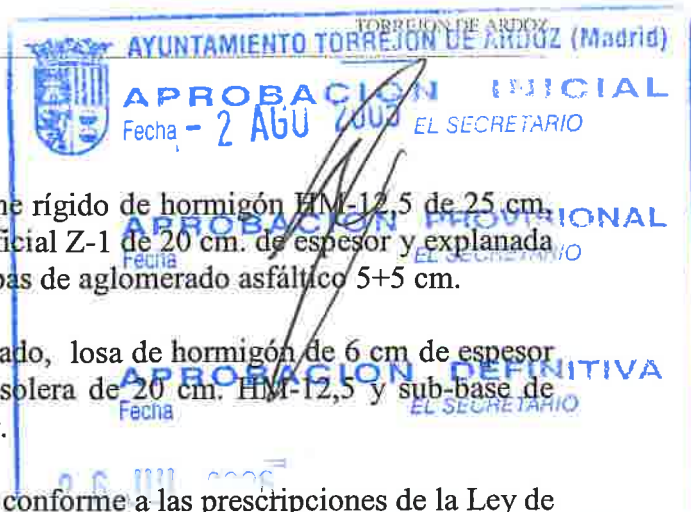 TORREJON DE ARDOZ
AYUNTAMIENTO TORREJON DE ARDOZ (Madrid)
APROBACION INICIAL
Fecha - 2 AGO 2005 EL SECRETARIO
rígido de hormigón HM-12,5 de 25 cm,
APROBACION PROVISIONAL
Z-1 de 20 cm. de espesor y explanada
Fecha EL SECRETARIO
de aglomerado asfáltico 5+5 cm.
losa de hormigón de 6 cm de espesor
APROBACION DEFINITIVA
solera de 20 cm. HM-12,5 y sub-base de
Fecha EL SECRETARIO
conforme a las prescripciones de la Ley de